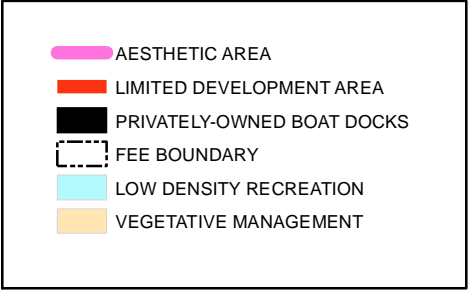 AESTHETIC AREA
LIMITED DEVELOPMENT AREA
PRIVATELY-OWNED BOAT DOCKS
FEE BOUNDARY
LOW DENSITY RECREATION
VEGETATIVE MANAGEMENT